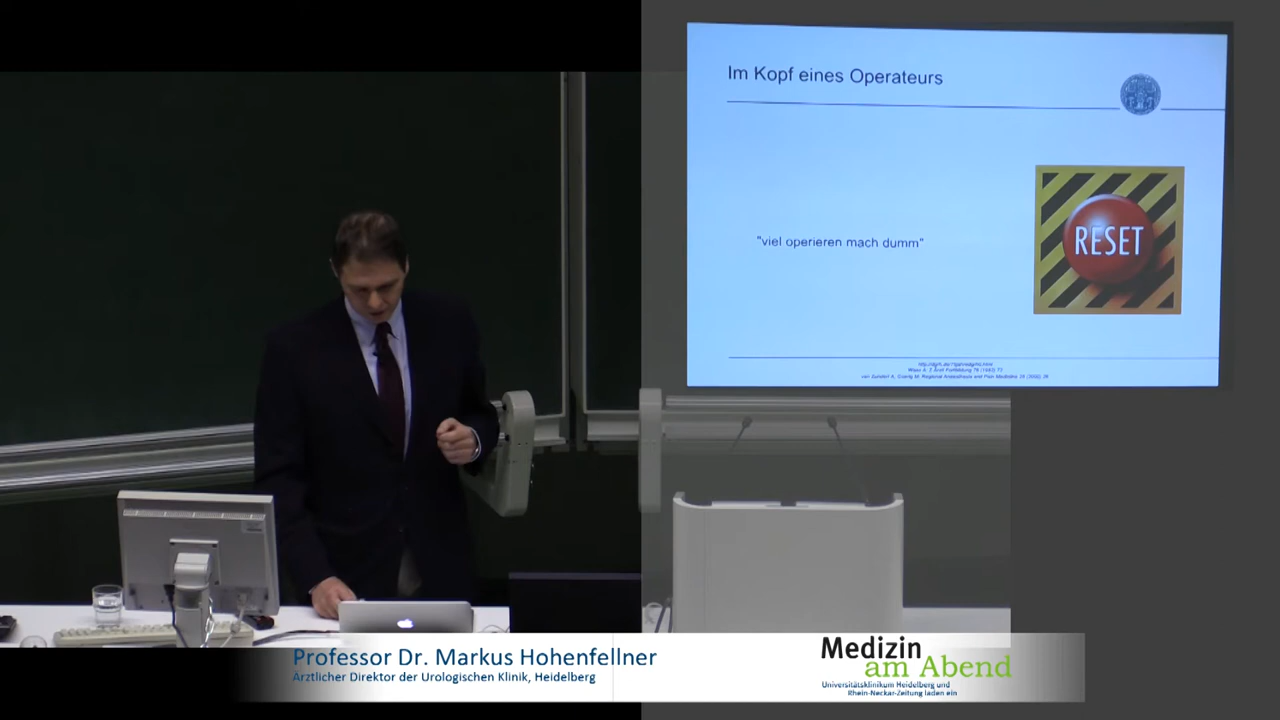 Im Kopf eines Operateurs
"viel operieren mach dumm"
RESET
Professor Dr. Markus Hohenfellner
Ärztlicher Direktor der Urologischen Klinik, Heidelberg
Medizin
am Abend
Universitätsklinikum Heidelberg und
Rhein-Neckar-Zeitung laden ein